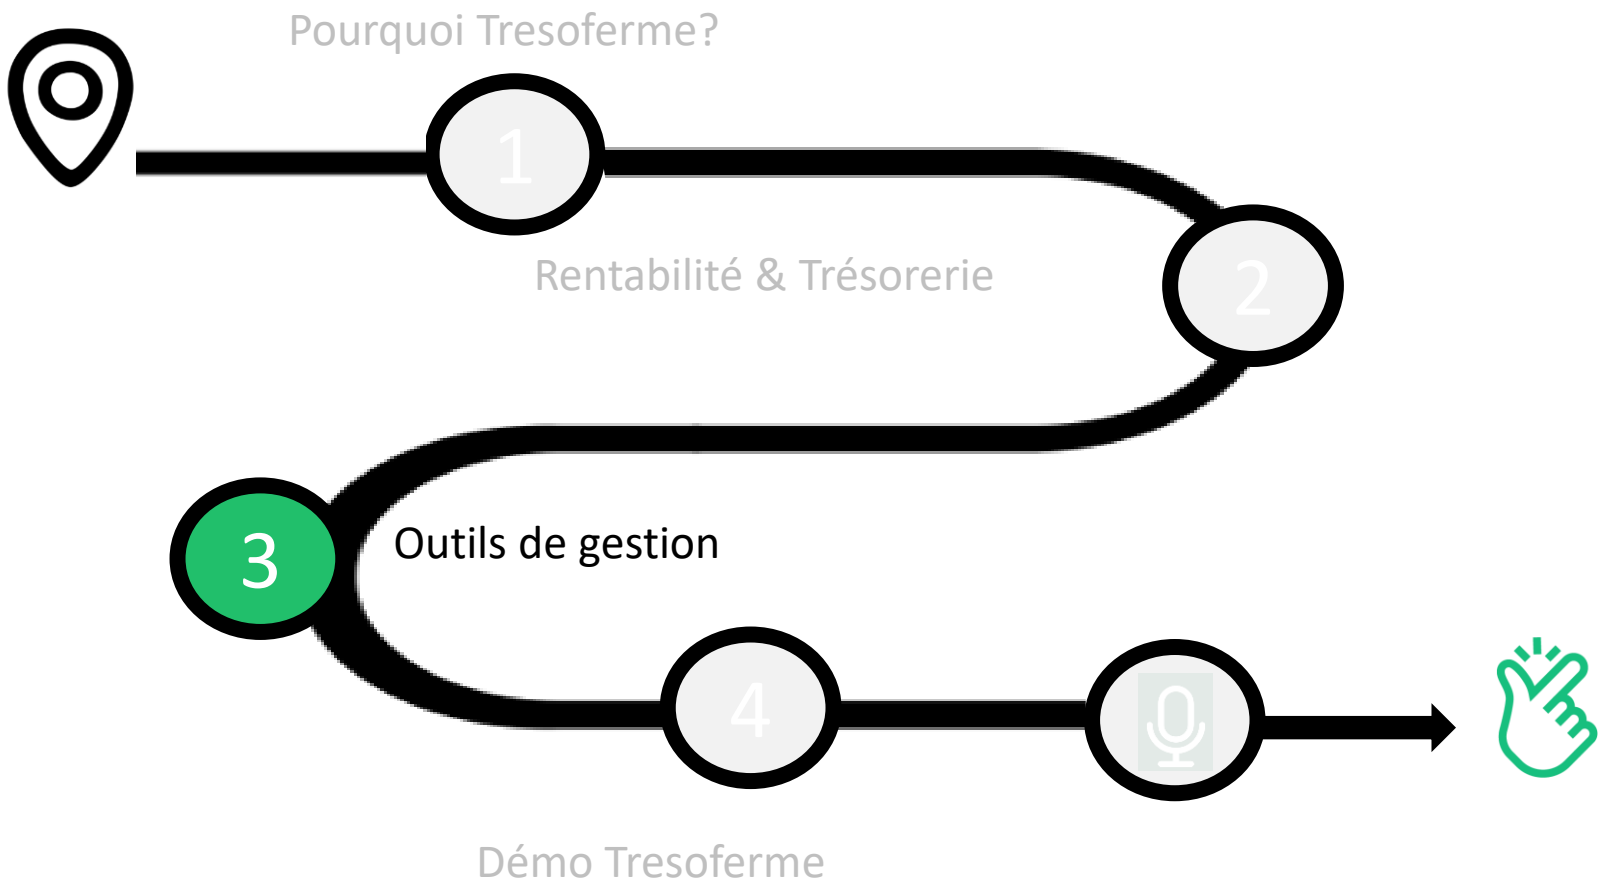 Pourquoi Tresoferme?
1
Rentabilité & Trésorerie
2
3
Outils de gestion
4
Démo Tresoferme